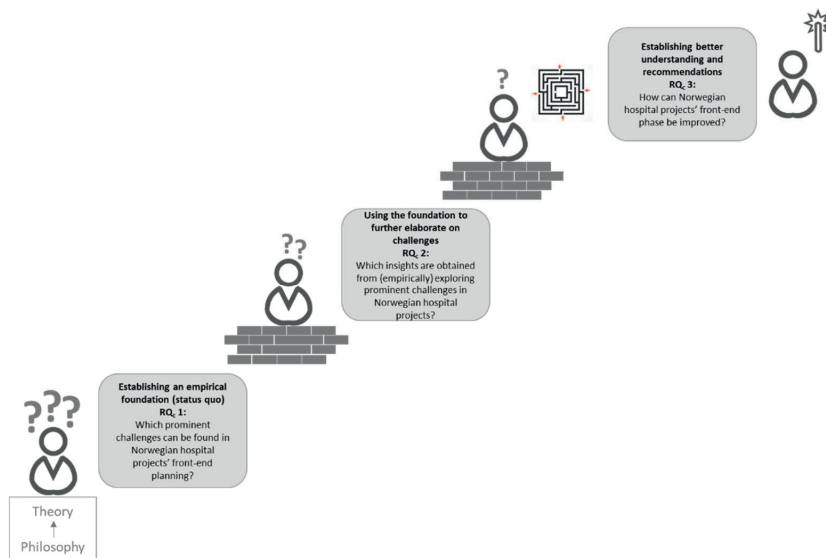 Establishing better
understanding and
recommendations
RQc 3:
How can Norwegian
hospital projects' front-end
phase be improved?
?
Using the foundation to
further elaborate on
challenges
RQc 2:
Which insights are obtained
from (empirically) exploring
prominent challenges in
Norwegian hospital
projects?
??
Establishing an empirical
foundation (status quo)
RQc 1:
Which prominent
challenges can be found in
Norwegian hospital
projects' front-end
planning?
???
Theory
Philosophy